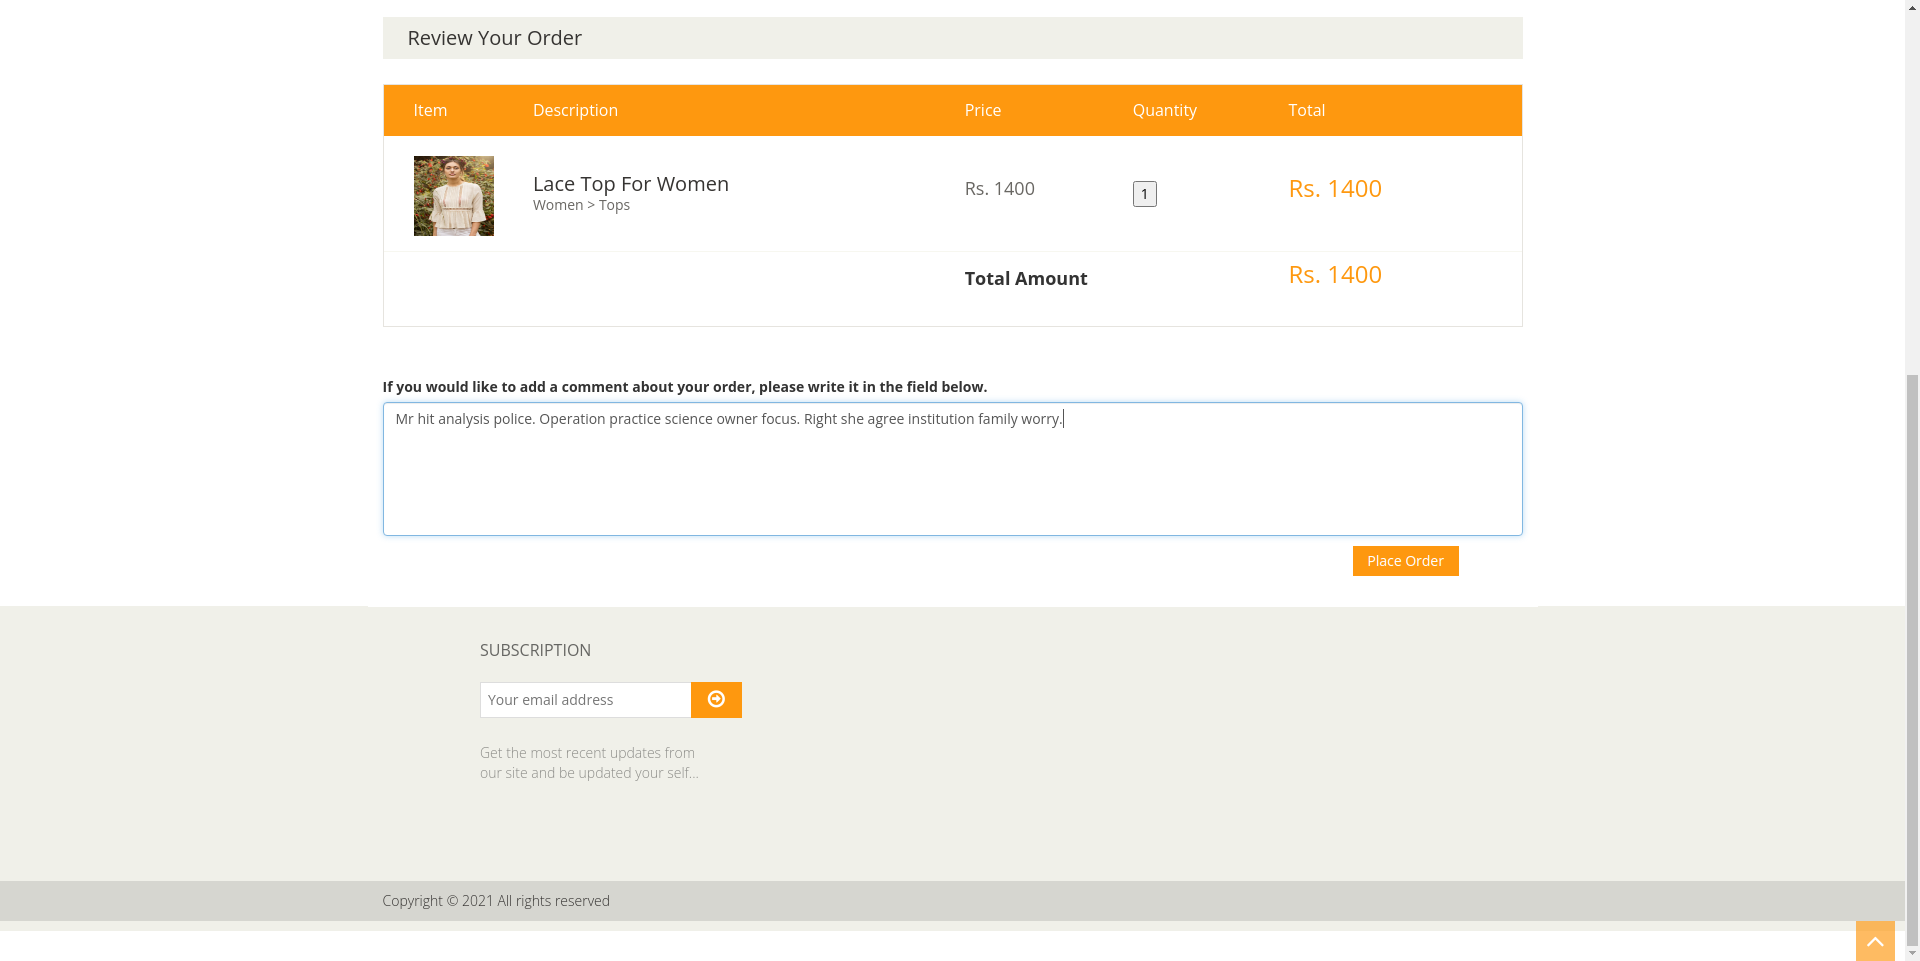 Review Your Order
Item Description Price Quantity Total
Lace Top For Women
Women > Tops
Rs. 1400
1
Rs. 1400
Total Amount Rs. 1400
If you would like to add a comment about your order, please write it in the field below.
Mr hit analysis police. Operation practice science owner focus. Right she agree institution family worry.
Place Order
SUBSCRIPTION
Your email address
Get the most recent updates from
our site and be updated your self...
Copyright © 2021 All rights reserved